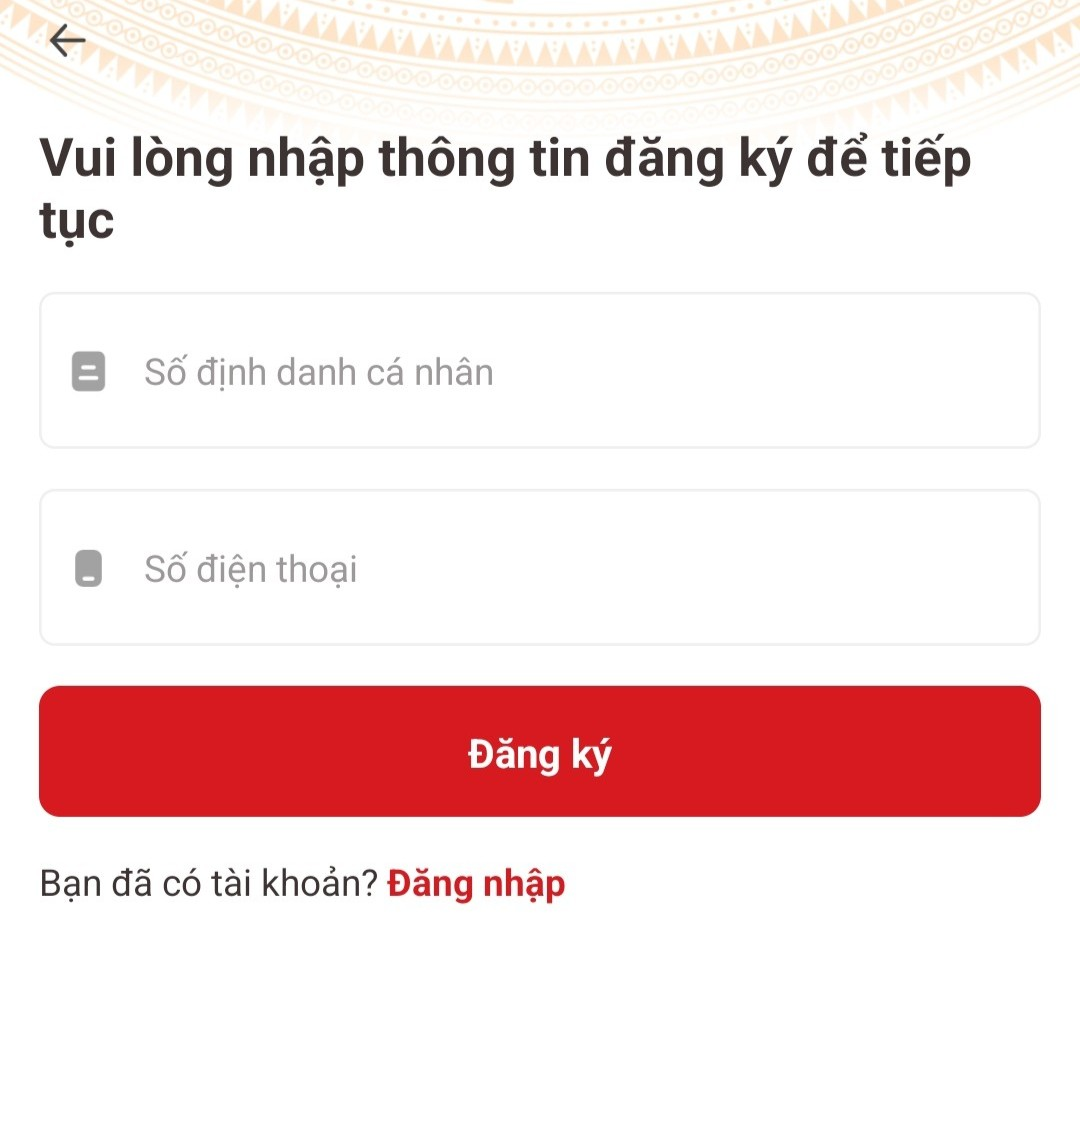 Vui lòng nhập thông tin đăng ký để tiếp
tục
Số định danh cá nhân
Số điện thoại
Đăng ký
Bạn đã có tài khoản? Đăng nhập